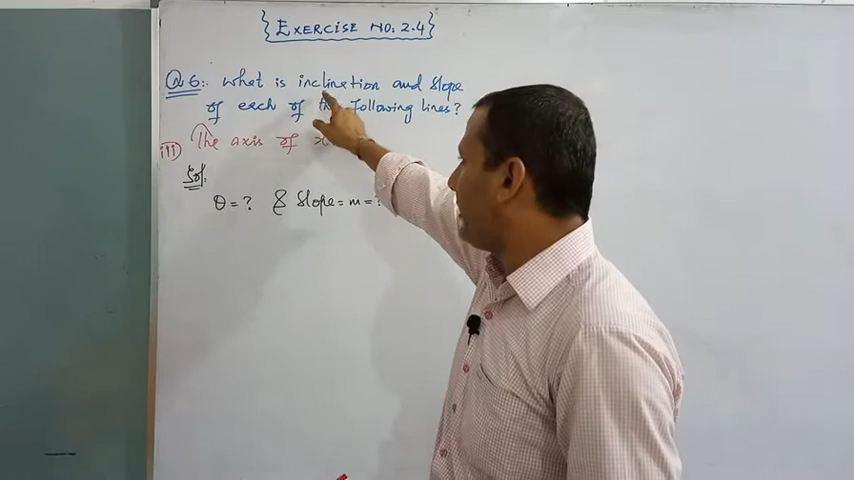 {EXERCISE NO: 2.4}
Q 6:. what is inclination and slope
of each of the following lines?
iii) The axis of x
Sol:
θ = ? & Slope = m = ?